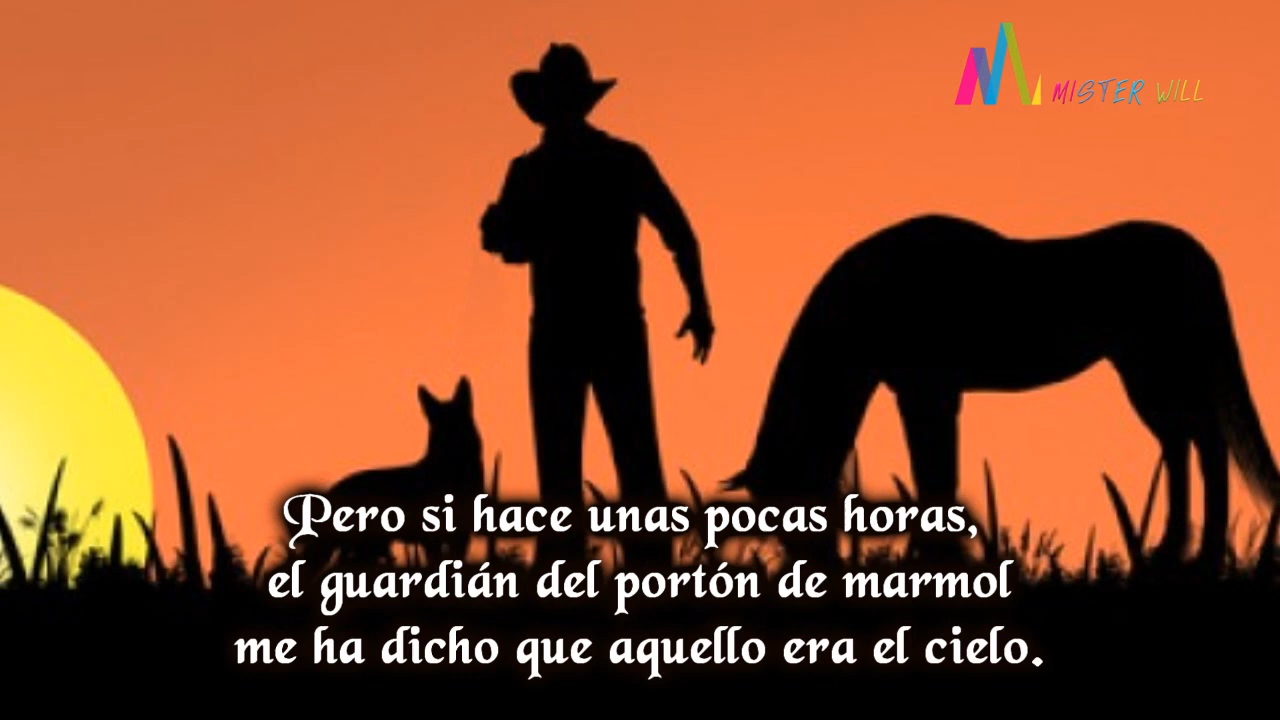 MISTER WILL
Pero si hace unas pocas horas,
el guardián del portón de marmol
me ha dicho que aquello era el cielo.